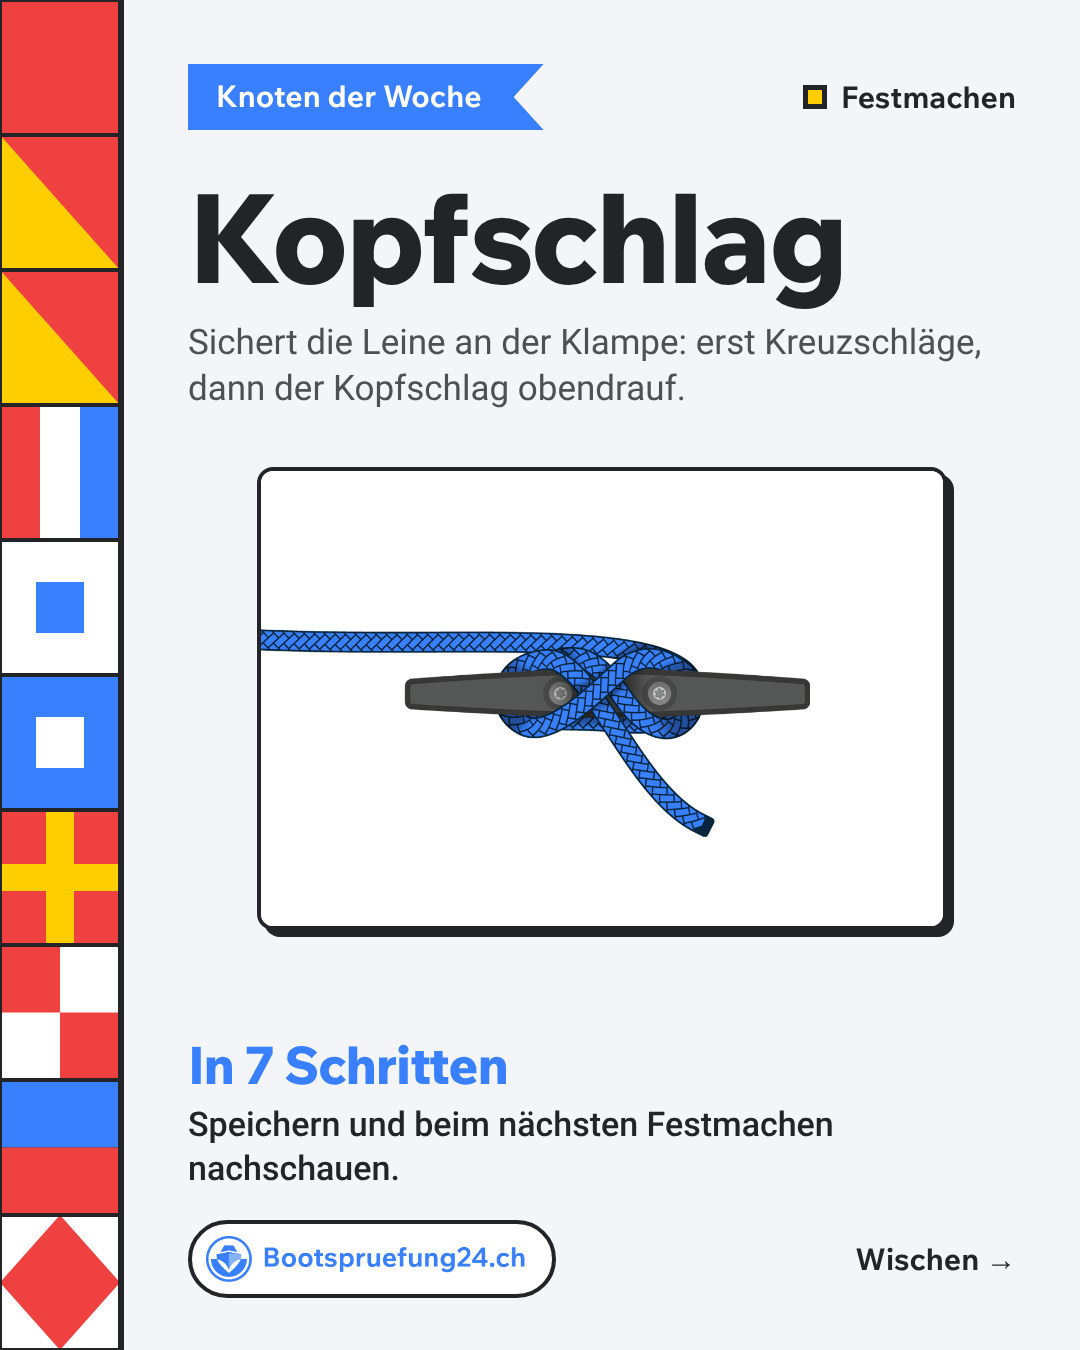 Knoten der Woche
Festmachen
Kopfschlag
Sichert die Leine an der Klampe: erst Kreuzschläge,
dann der Kopfschlag obendrauf.
In 7 Schritten
Speichern und beim nächsten Festmachen
nachschauen.
Bootspruefung24.ch
Wischen →